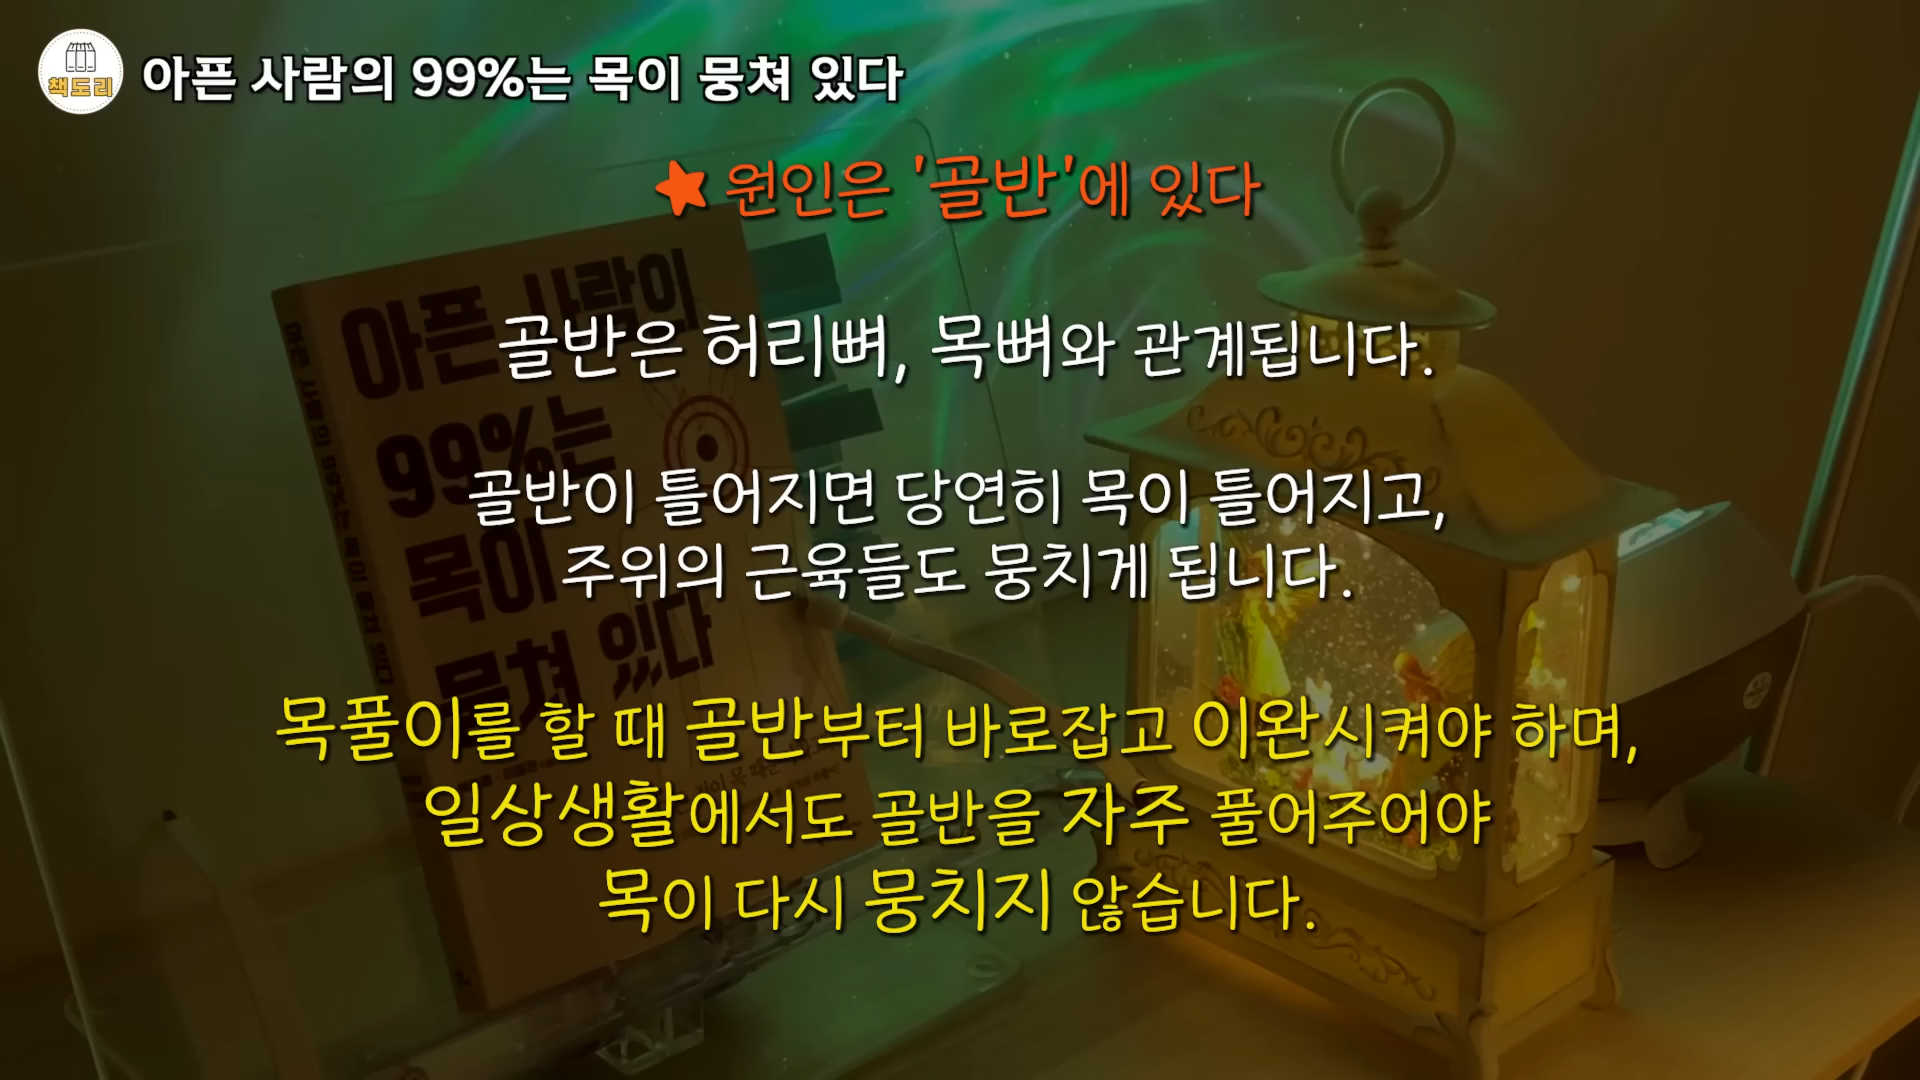 책도리
아픈 사람의 99%는 목이 뭉쳐 있다
★ 원인은 '골반'에 있다
골반은 허리뼈, 목뼈와 관계됩니다.
골반이 틀어지면 당연히 목이 틀어지고,
주위의 근육들도 뭉치게 됩니다.
목풀이를 할 때 골반부터 바로잡고 이완시켜야 하며,
일상생활에서도 골반을 자주 풀어주어야
목이 다시 뭉치지 않습니다.
아픈 사람의
99%는
목이
뭉쳐 있다